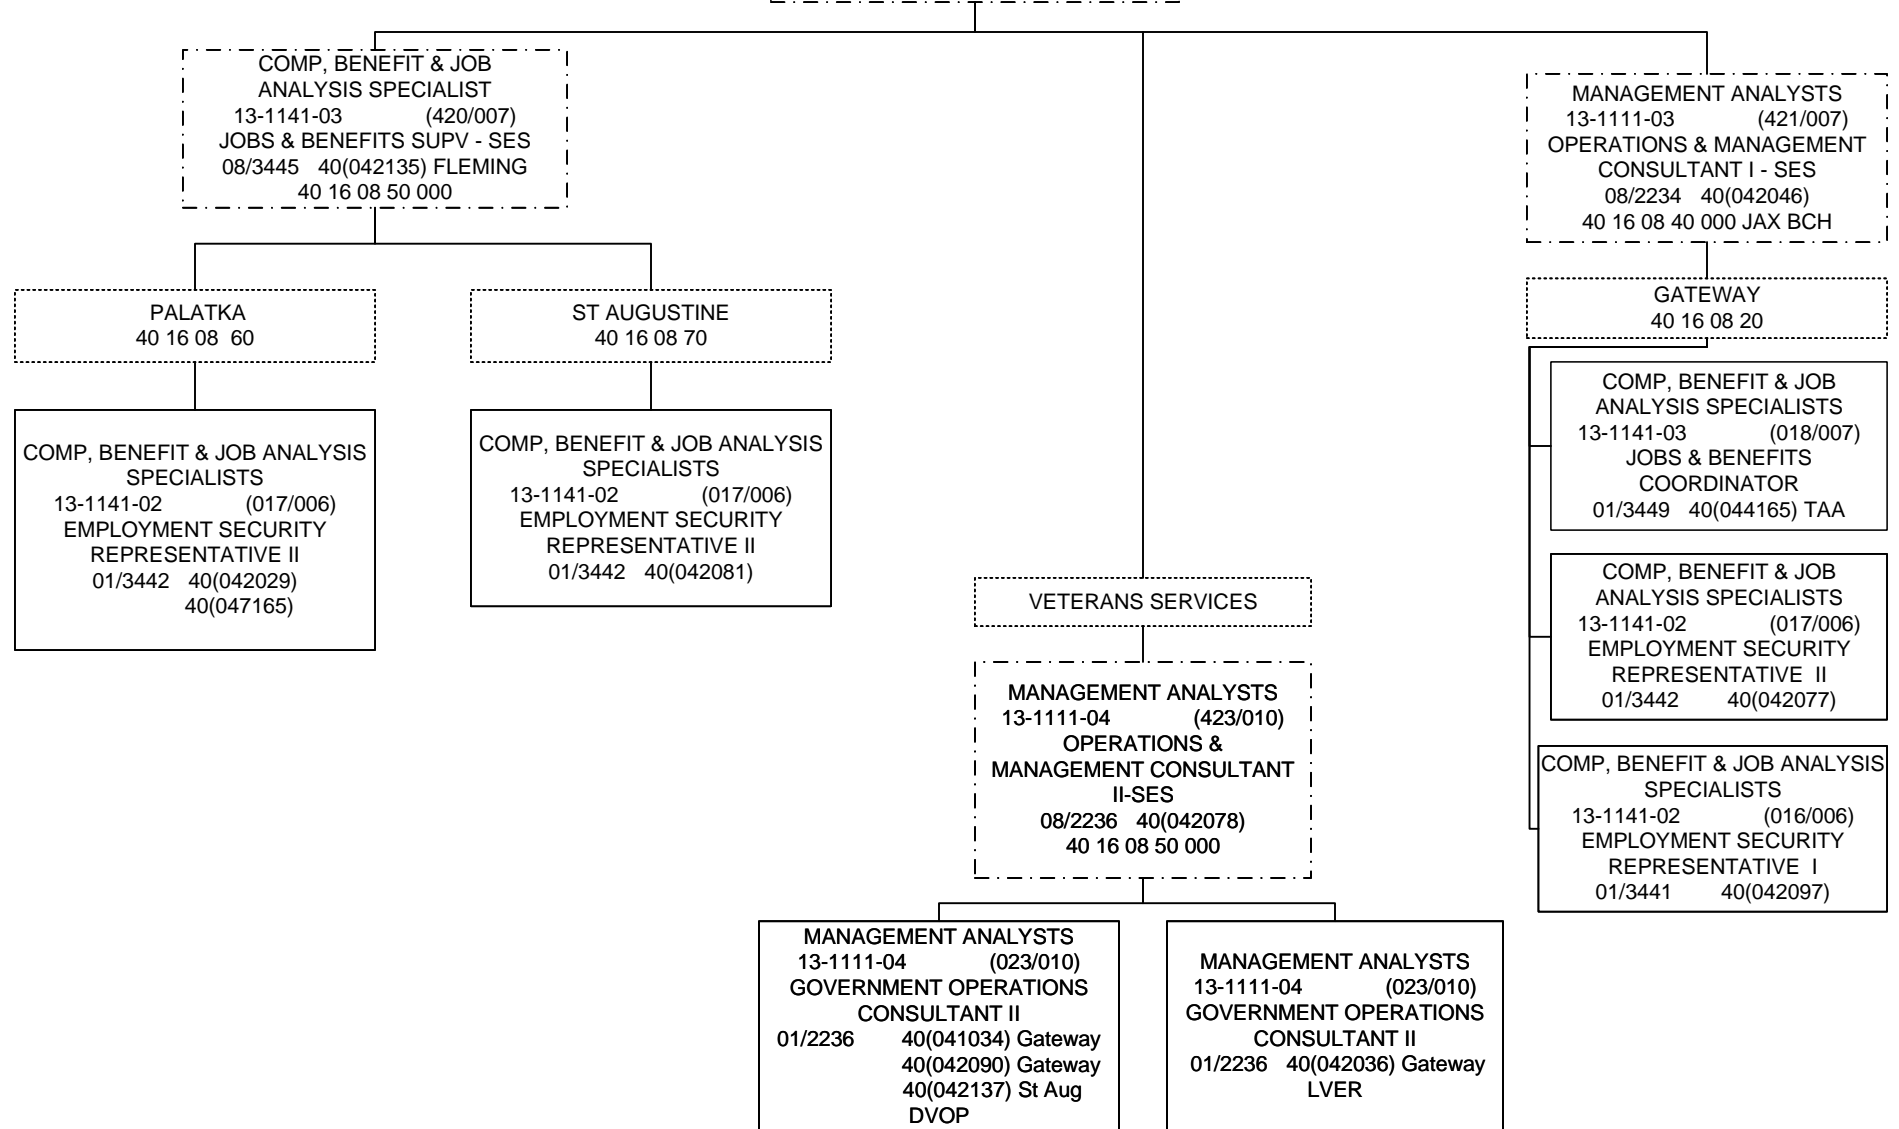 COMP, BENEFIT & JOB
ANALYSIS SPECIALIST
13-1141-03 (420/007)
JOBS & BENEFITS SUPV - SES
08/3445 40(042135) FLEMING
40 16 08 50 000
PALATKA
40 16 08 60
COMP, BENEFIT & JOB ANALYSIS
SPECIALISTS
13-1141-02 (017/006)
EMPLOYMENT SECURITY
REPRESENTATIVE II
01/3442 40(042029)
40(047165)
ST AUGUSTINE
40 16 08 70
COMP, BENEFIT & JOB ANALYSIS
SPECIALISTS
13-1141-02 (017/006)
EMPLOYMENT SECURITY
REPRESENTATIVE II
01/3442 40(042081)
VETERANS SERVICES
MANAGEMENT ANALYSTS
13-1111-04 (423/010)
OPERATIONS &
MANAGEMENT CONSULTANT
II-SES
08/2236 40(042078)
40 16 08 50 000
MANAGEMENT ANALYSTS
13-1111-04 (023/010)
GOVERNMENT OPERATIONS
CONSULTANT II
01/2236 40(041034) Gateway
40(042090) Gateway
40(042137) St Aug
DVOP
MANAGEMENT ANALYSTS
13-1111-04 (023/010)
GOVERNMENT OPERATIONS
CONSULTANT II
01/2236 40(042036) Gateway
LVER
MANAGEMENT ANALYSTS
13-1111-03 (421/007)
OPERATIONS & MANAGEMENT
CONSULTANT I - SES
08/2234 40(042046)
40 16 08 40 000 JAX BCH
GATEWAY
40 16 08 20
COMP, BENEFIT & JOB
ANALYSIS SPECIALISTS
13-1141-03 (018/007)
JOBS & BENEFITS
COORDINATOR
01/3449 40(044165) TAA
COMP, BENEFIT & JOB
ANALYSIS SPECIALISTS
13-1141-02 (017/006)
EMPLOYMENT SECURITY
REPRESENTATIVE II
01/3442 40(042077)
COMP, BENEFIT & JOB ANALYSIS
SPECIALISTS
13-1141-02 (016/006)
EMPLOYMENT SECURITY
REPRESENTATIVE I
01/3441 40(042097)